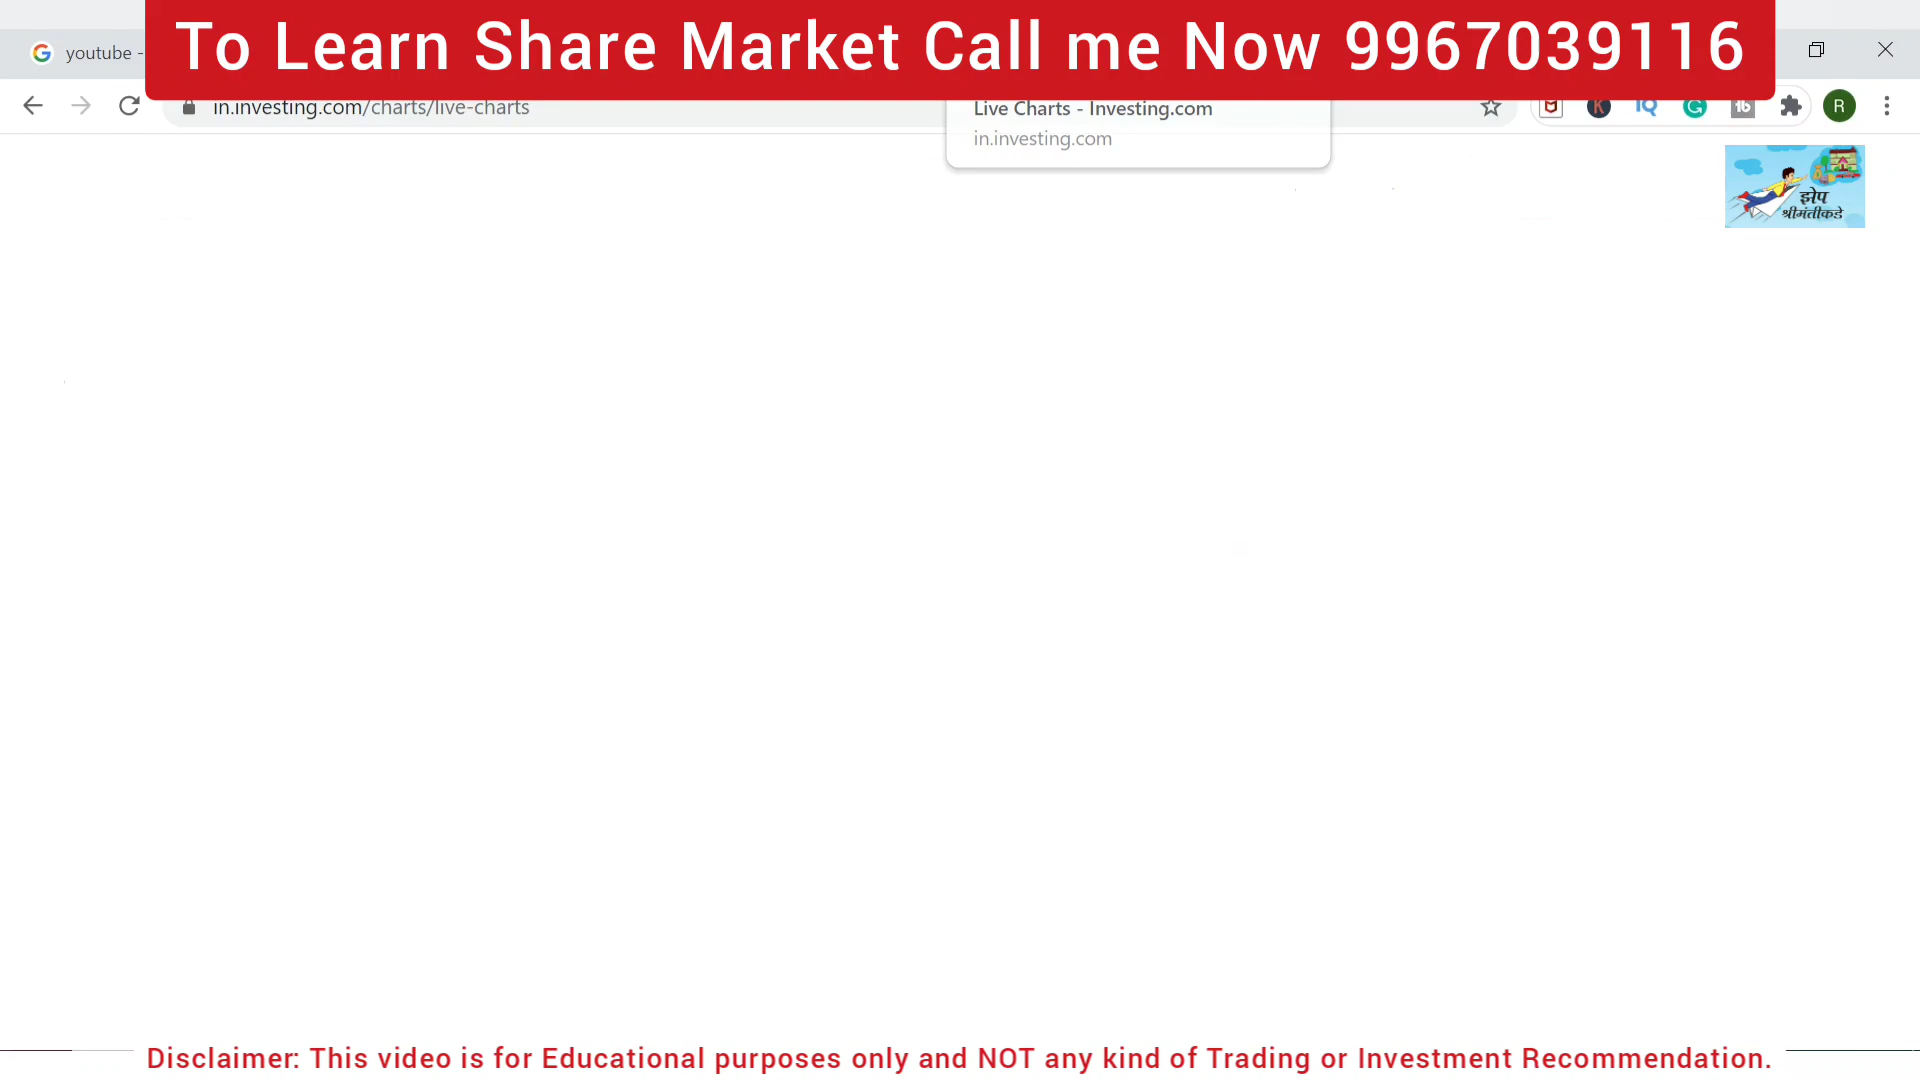 To Learn Share Market Call me Now 9967039116
youtube -
in.investing.com/charts/live-charts
Live Charts - Investing.com
in.investing.com
K
IQ
G
16
R
झेप
श्रीमंतीकडे
Disclaimer: This video is for Educational purposes only and NOT any kind of Trading or Investment Recommendation.